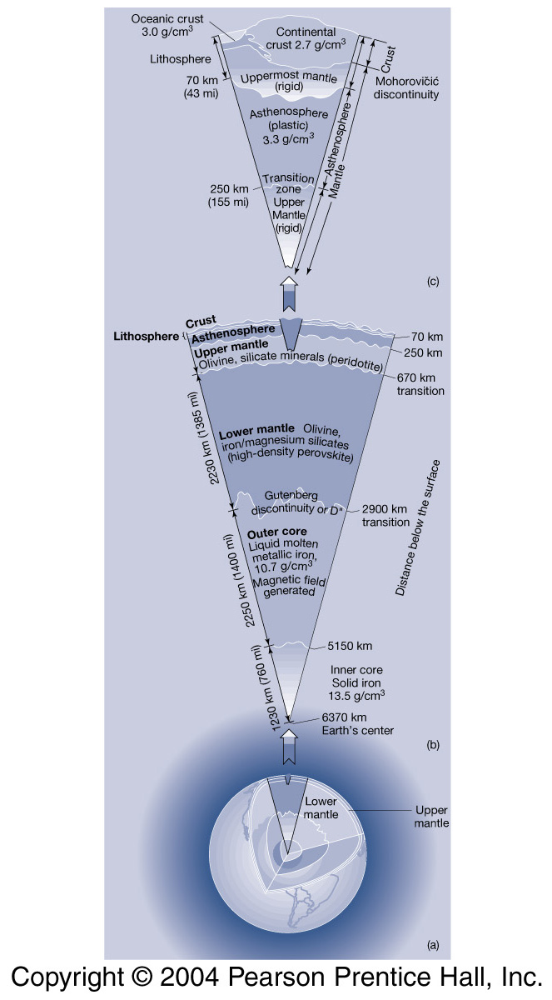 Oceanic crust
3.0 g/cm³
Continental
crust 2.7 g/cm³
Lithosphere
Crust
Uppermost mantle
(rigid)
70 km
(43 mi)
Mohorovičić
discontinuity
Asthenosphere
(plastic)
3.3 g/cm³
Asthenosphere
Mantle
Transition
zone
Upper
Mantle
(rigid)
250 km
(155 mi)
(c)
Crust
Lithosphere
Asthenosphere
70 km
Upper mantle
250 km
Olivine, silicate minerals (peridotite)
670 km
transition
2230 km (1385 mi)
Lower mantle Olivine,
iron/magnesium silicates
(high-density perovskite)
Gutenberg
discontinuity or D"
2900 km
transition
Distance below the surface
Outer core
Liquid molten
metallic iron,
10.7 g/cm³
Magnetic field
generated
2250 km (1400 mi)
5150 km
1230 km (760 mi)
Inner core
Solid iron
13.5 g/cm³
6370 km
Earth's center
(b)
Lower
mantle
Upper
mantle
(a)
Copyright © 2004 Pearson Prentice Hall, Inc.